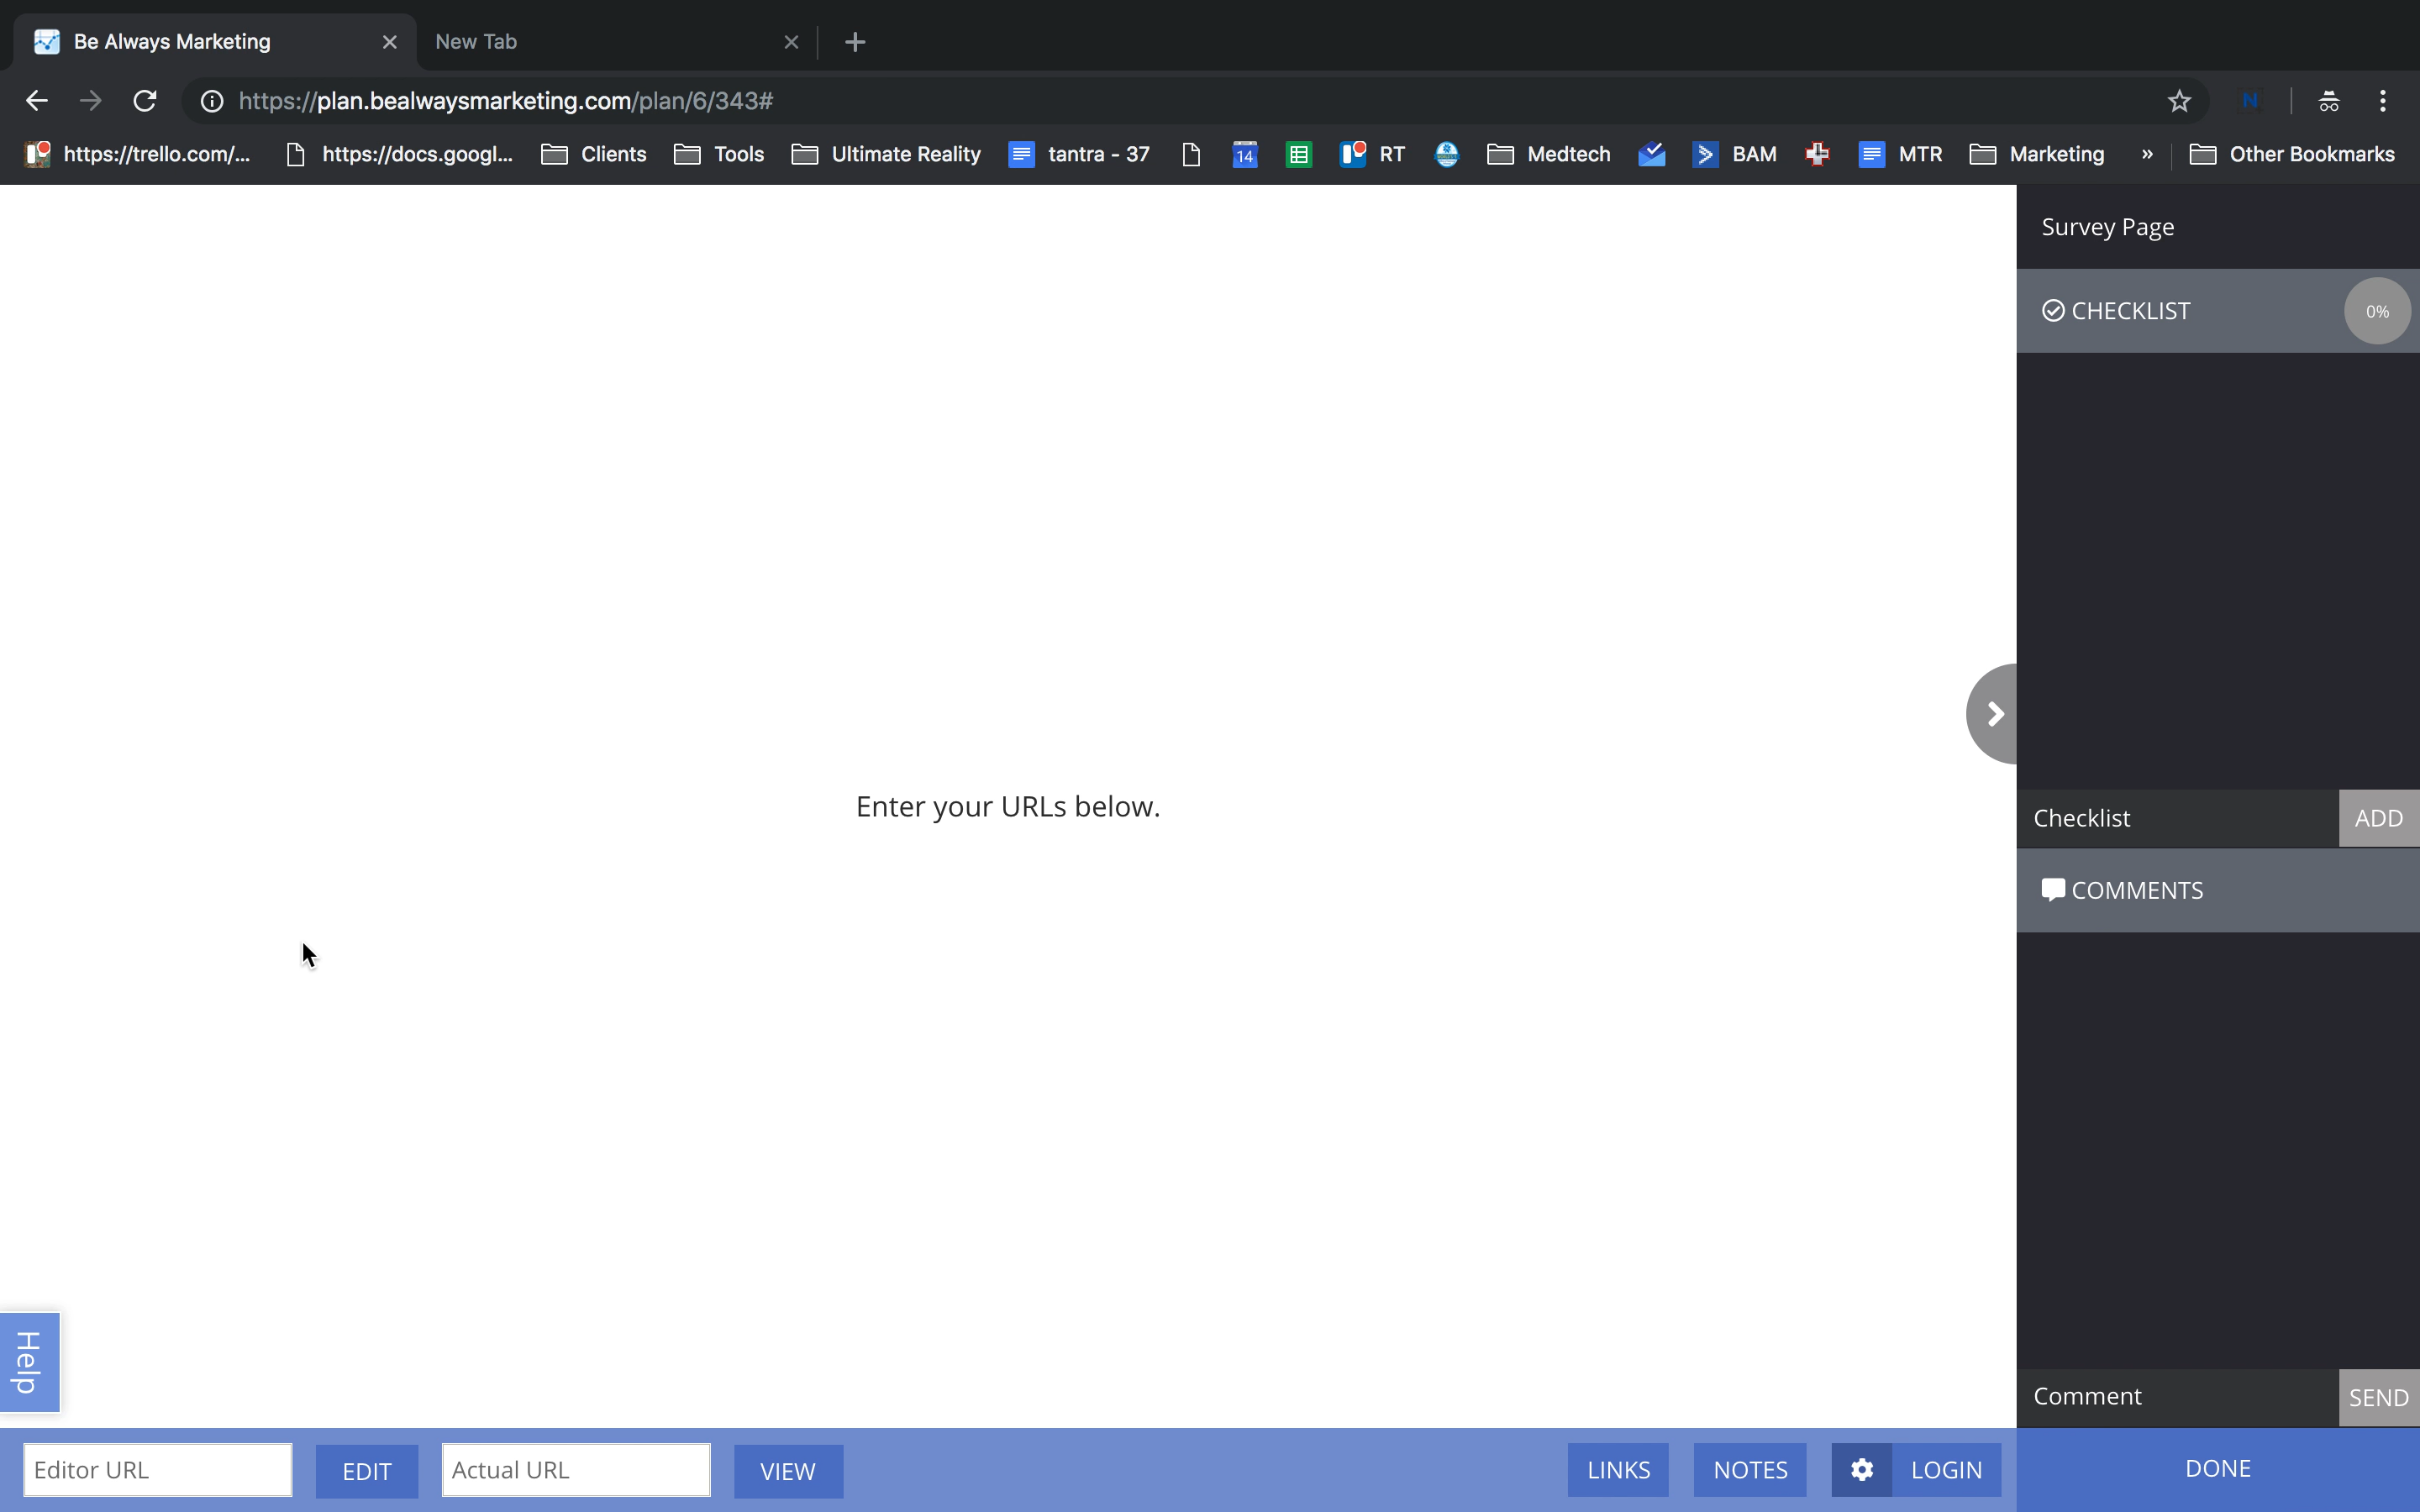 Be Always Marketing
New Tab
https://plan.bealwaysmarketing.com/plan/6/343#
N
https://trello.com/... https://docs.googl... Clients Tools Ultimate Reality tantra - 37 14 RT Medtech BAM MTR Marketing » Other Bookmarks
Survey Page
CHECKLIST
0%
Enter your URLs below.
Checklist ADD
COMMENTS
Help
Comment SEND
Editor URL EDIT Actual URL VIEW LINKS NOTES LOGIN DONE